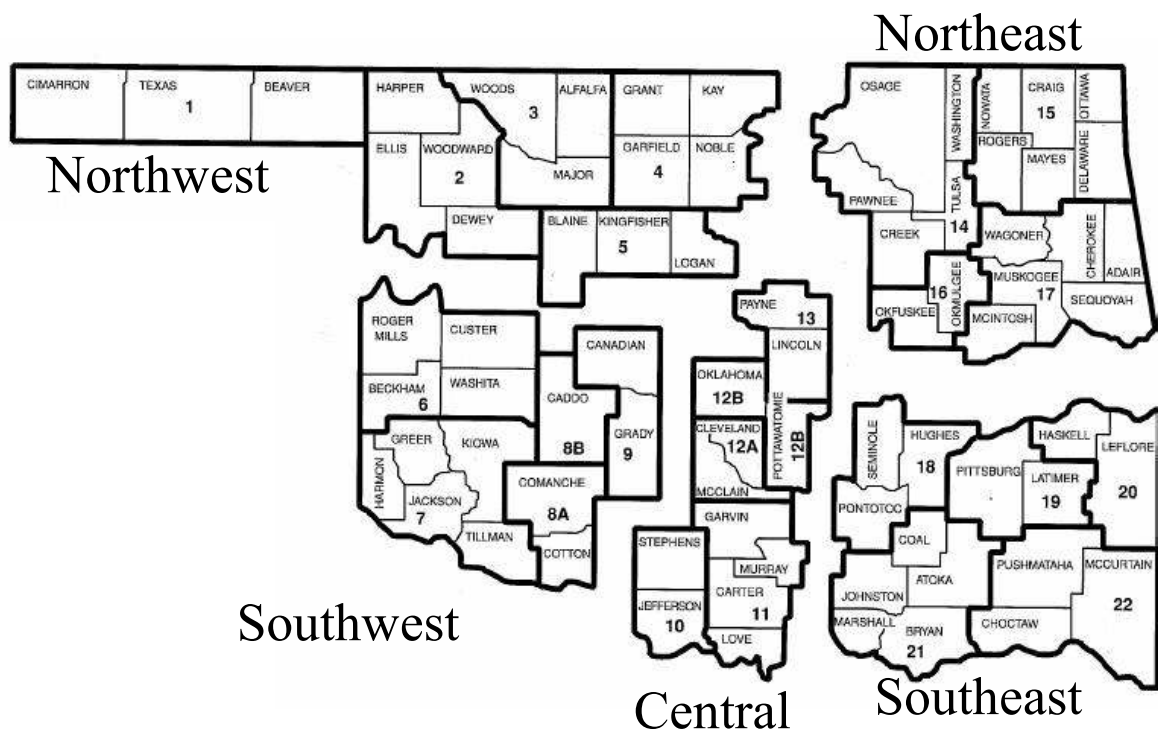 Northeast
CIMARRON
TEXAS
1
BEAVER
HARPER
WOODS
3
ALFALFA
GRANT
KAY
ELLIS
WOODWARD
2
MAJOR
GARFIELD
4
NOBLE
Northwest
DEWEY
BLAINE
KINGFISHER
5
LOGAN
OSAGE
WASHINGTON
NOWATA
CRAIG
15
OTTAWA
ROGERS
MAYES
DELAWARE
PAWNEE
TULSA
14
CREEK
WAGONER
CHEROKEE
ADAIR
16
OKMULGEE
MUSKOGEE
17
SEQUOYAH
OKFUSKEE
MCINTOSH
ROGER
MILLS
CUSTER
BECKHAM
6
WASHITA
CANADIAN
CADDO
8B
GRADY
9
GREER
KIOWA
HARMON
JACKSON
7
TILLMAN
COMANCHE
8A
COTTON
Southwest
PAYNE
13
LINCOLN
OKLAHOMA
12B
CLEVELAND
12A
POTTAWATOMIE
12B
MCCLAIN
GARVIN
STEPHENS
MURRAY
CARTER
11
JEFFERSON
10
LOVE
Central
SEMINOLE
HUGHES
18
PITTSBURG
HASKELL
LEFLORE
20
LATIMER
19
PONTOTOC
COAL
ATOKA
PUSHMATAHA
MCCURTAIN
22
JOHNSTON
MARSHALL
BRYAN
21
CHOCTAW
Southeast